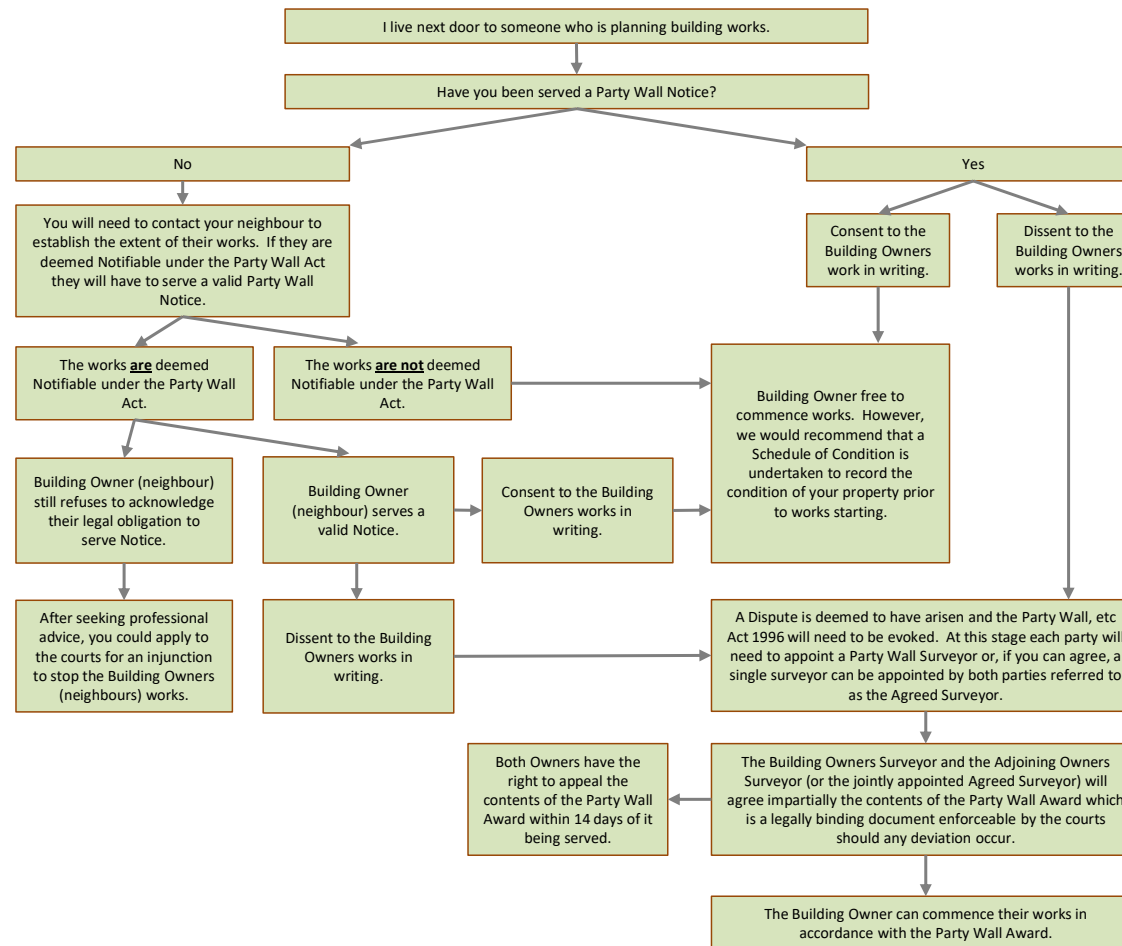 I live next door to someone who is planning building works.
Have you been served a Party Wall Notice?
No
Yes
You will need to contact your neighbour to
establish the extent of their works.  If they are
deemed Notifiable under the Party Wall Act
they will have to serve a valid Party Wall
Notice.
Consent to the
Building Owners
work in writing.
Dissent to the
Building Owners
works in writing.
The works are deemed
Notifiable under the Party Wall
Act.
The works are not deemed
Notifiable under the Party Wall
Act.
Building Owner free to
commence works.  However,
we would recommend that a
Schedule of Condition is
undertaken to record the
condition of your property prior
to works starting.
Building Owner (neighbour)
still refuses to acknowledge
their legal obligation to
serve Notice.
Building Owner
(neighbour) serves a
valid Notice.
Consent to the Building
Owners works in
writing.
After seeking professional
advice, you could apply to
the courts for an injunction
to stop the Building Owners
(neighbours) works.
Dissent to the Building
Owners works in
writing.
A Dispute is deemed to have arisen and the Party Wall, etc
Act 1996 will need to be evoked.  At this stage each party will
need to appoint a Party Wall Surveyor or, if you can agree, a
single surveyor can be appointed by both parties referred to
as the Agreed Surveyor.
Both Owners have the
right to appeal the
contents of the Party Wall
Award within 14 days of it
being served.
The Building Owners Surveyor and the Adjoining Owners
Surveyor (or the jointly appointed Agreed Surveyor) will
agree impartially the contents of the Party Wall Award which
is a legally binding document enforceable by the courts
should any deviation occur.
The Building Owner can commence their works in
accordance with the Party Wall Award.